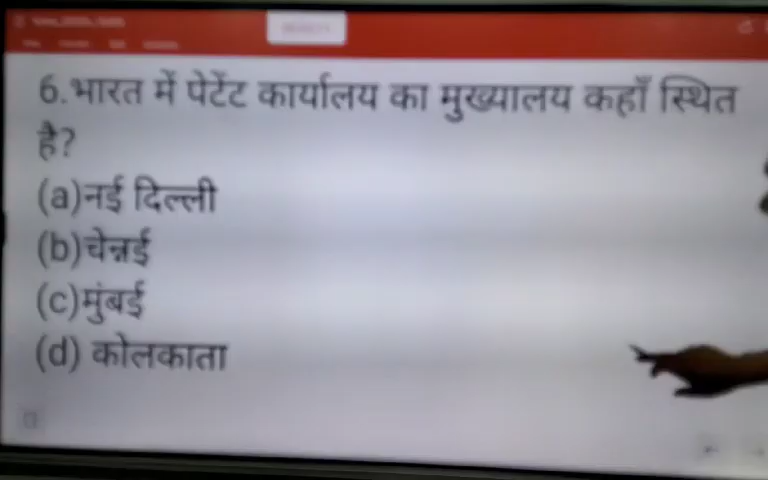 6.भारत में पेटेंट कार्यालय का मुख्यालय कहाँ स्थित
है?
(a)नई दिल्ली
(b)चेन्नई
(c)मुंबई
(d) कोलकाता